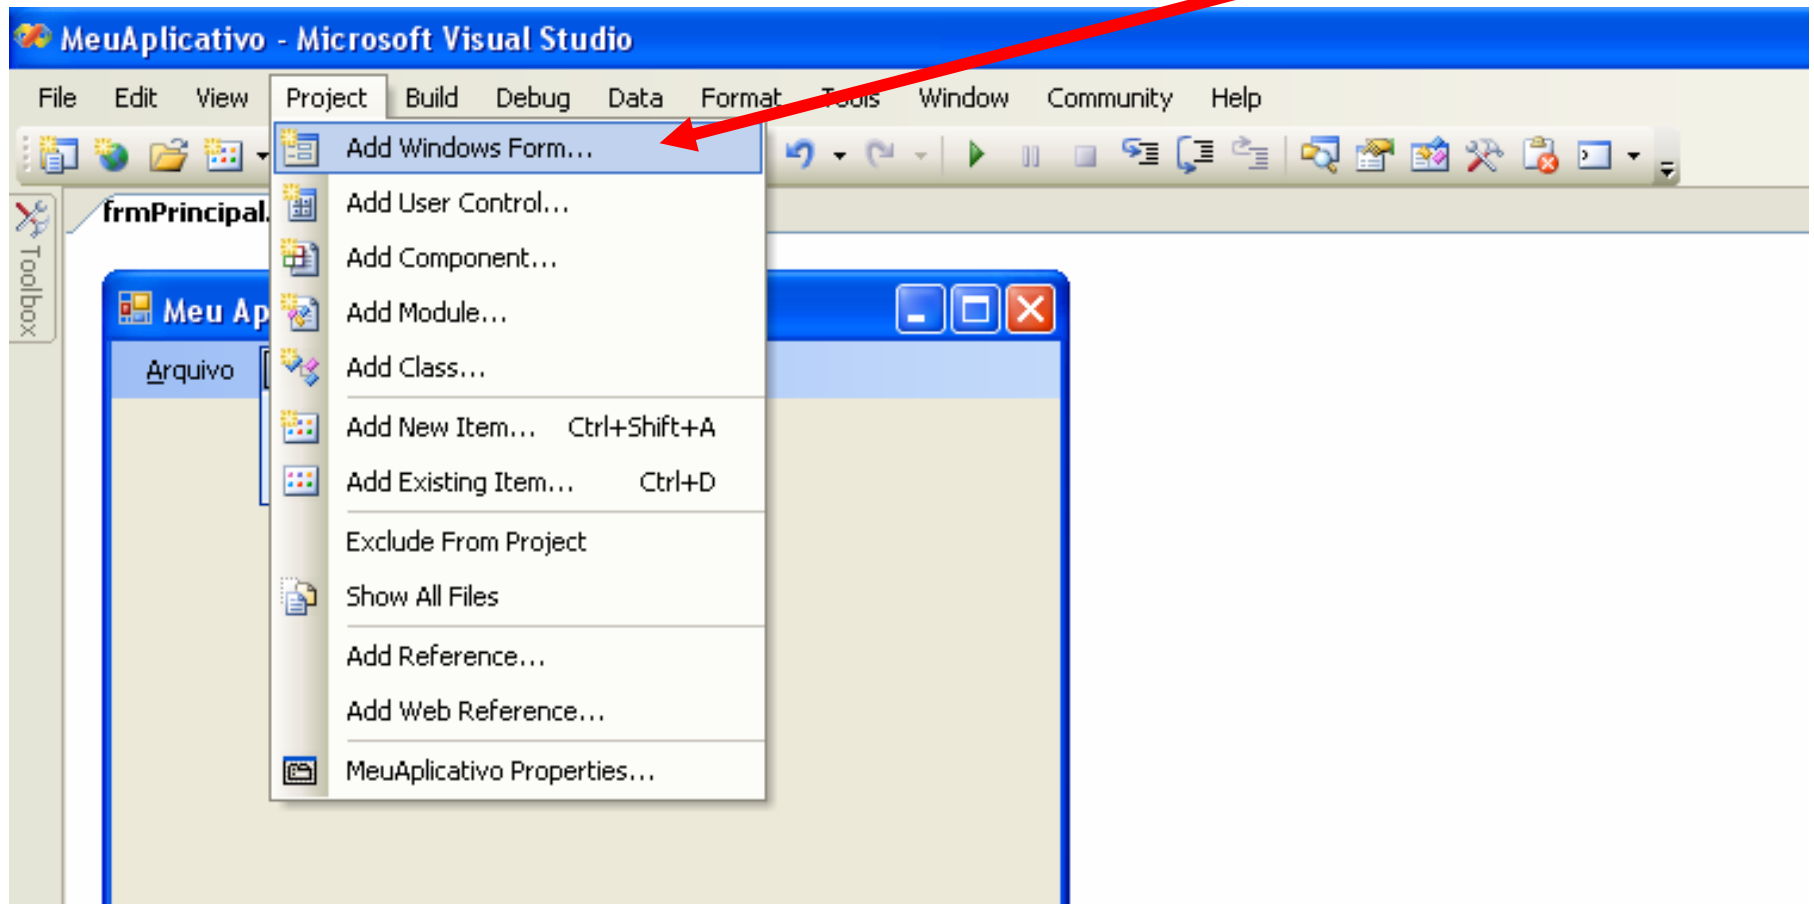 MeuAplicativo - Microsoft Visual Studio
File Edit View Project Build Debug Data Format Tools Window Community Help
Add Windows Form...
Add User Control...
frmPrincipal.
Toolbox
Add Component...
Meu Ap
Add Module...
Arquivo
Add Class...
Add New Item... Ctrl+Shift+A
Add Existing Item... Ctrl+D
Exclude From Project
Show All Files
Add Reference...
Add Web Reference...
MeuAplicativo Properties...